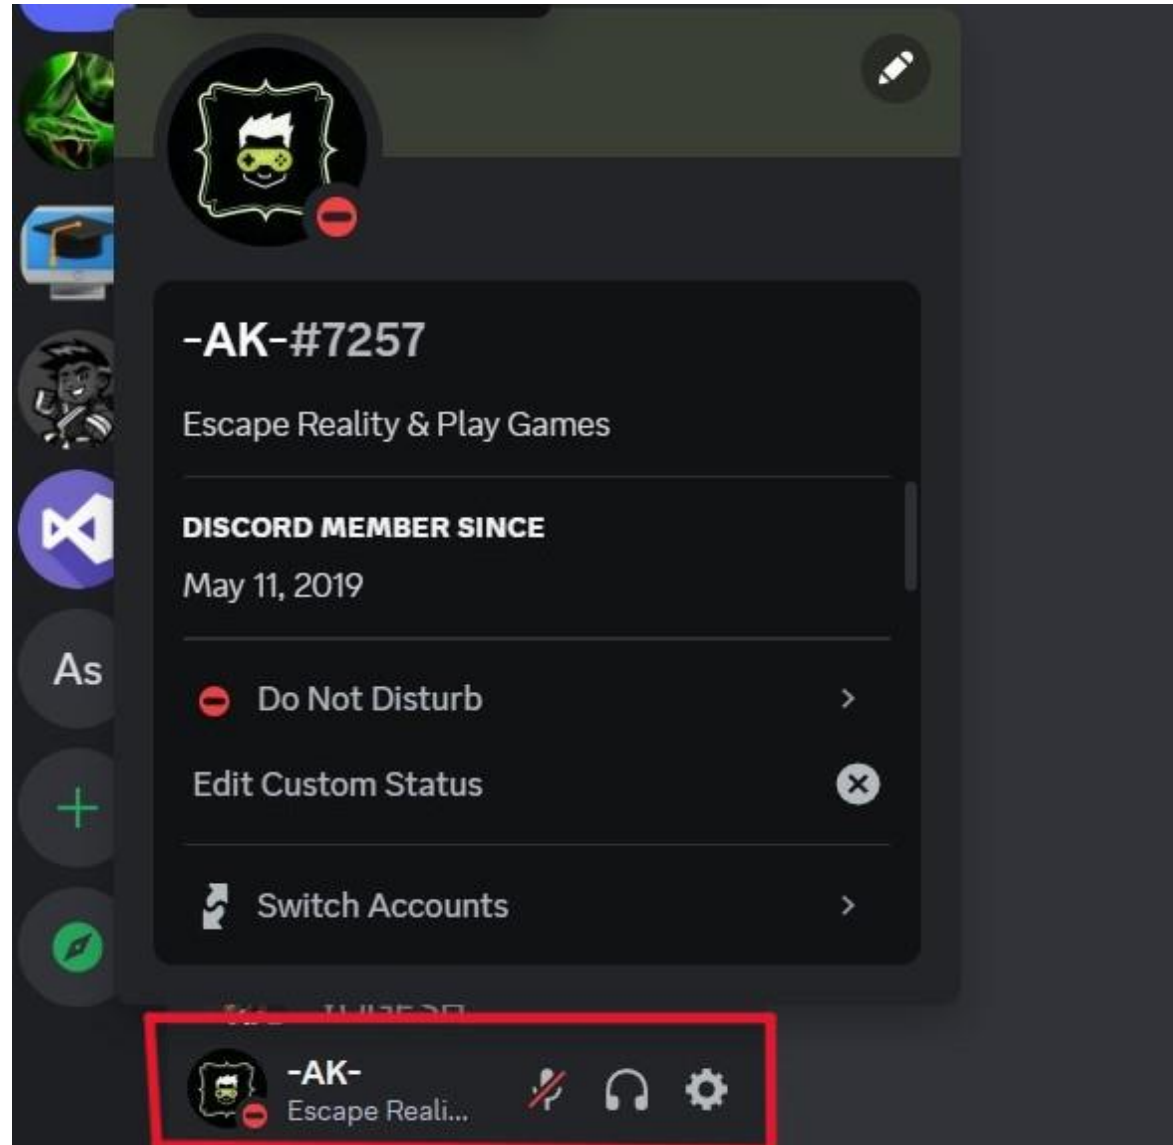 -AK-#7257
Escape Reality & Play Games
DISCORD MEMBER SINCE
May 11, 2019
As
Do Not Disturb
Edit Custom Status
Switch Accounts
-AK-
Escape Reali...